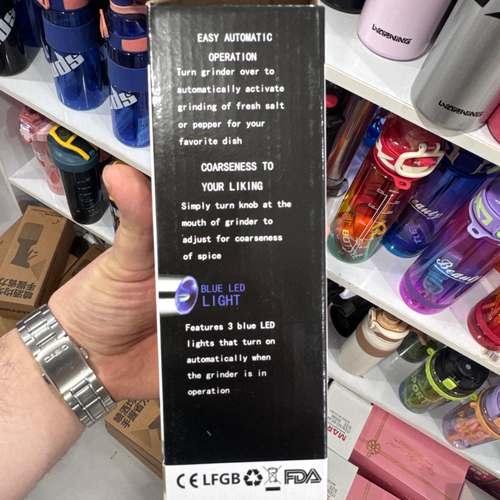 EASY AUTOMATIC
OPERATION
Turn grinder over to
automatically activate
grinding of fresh salt
or pepper for your
favorite dish
COARSENESS TO
YOUR LIKING
Simply turn knob at the
mouth of grinder to
adjust for coarseness
of spice
BLUE LED
LIGHT
Features 3 blue LED
lights that turn on
automatically when
the grinder is in
operation
CE LFGB FDA
Beauty